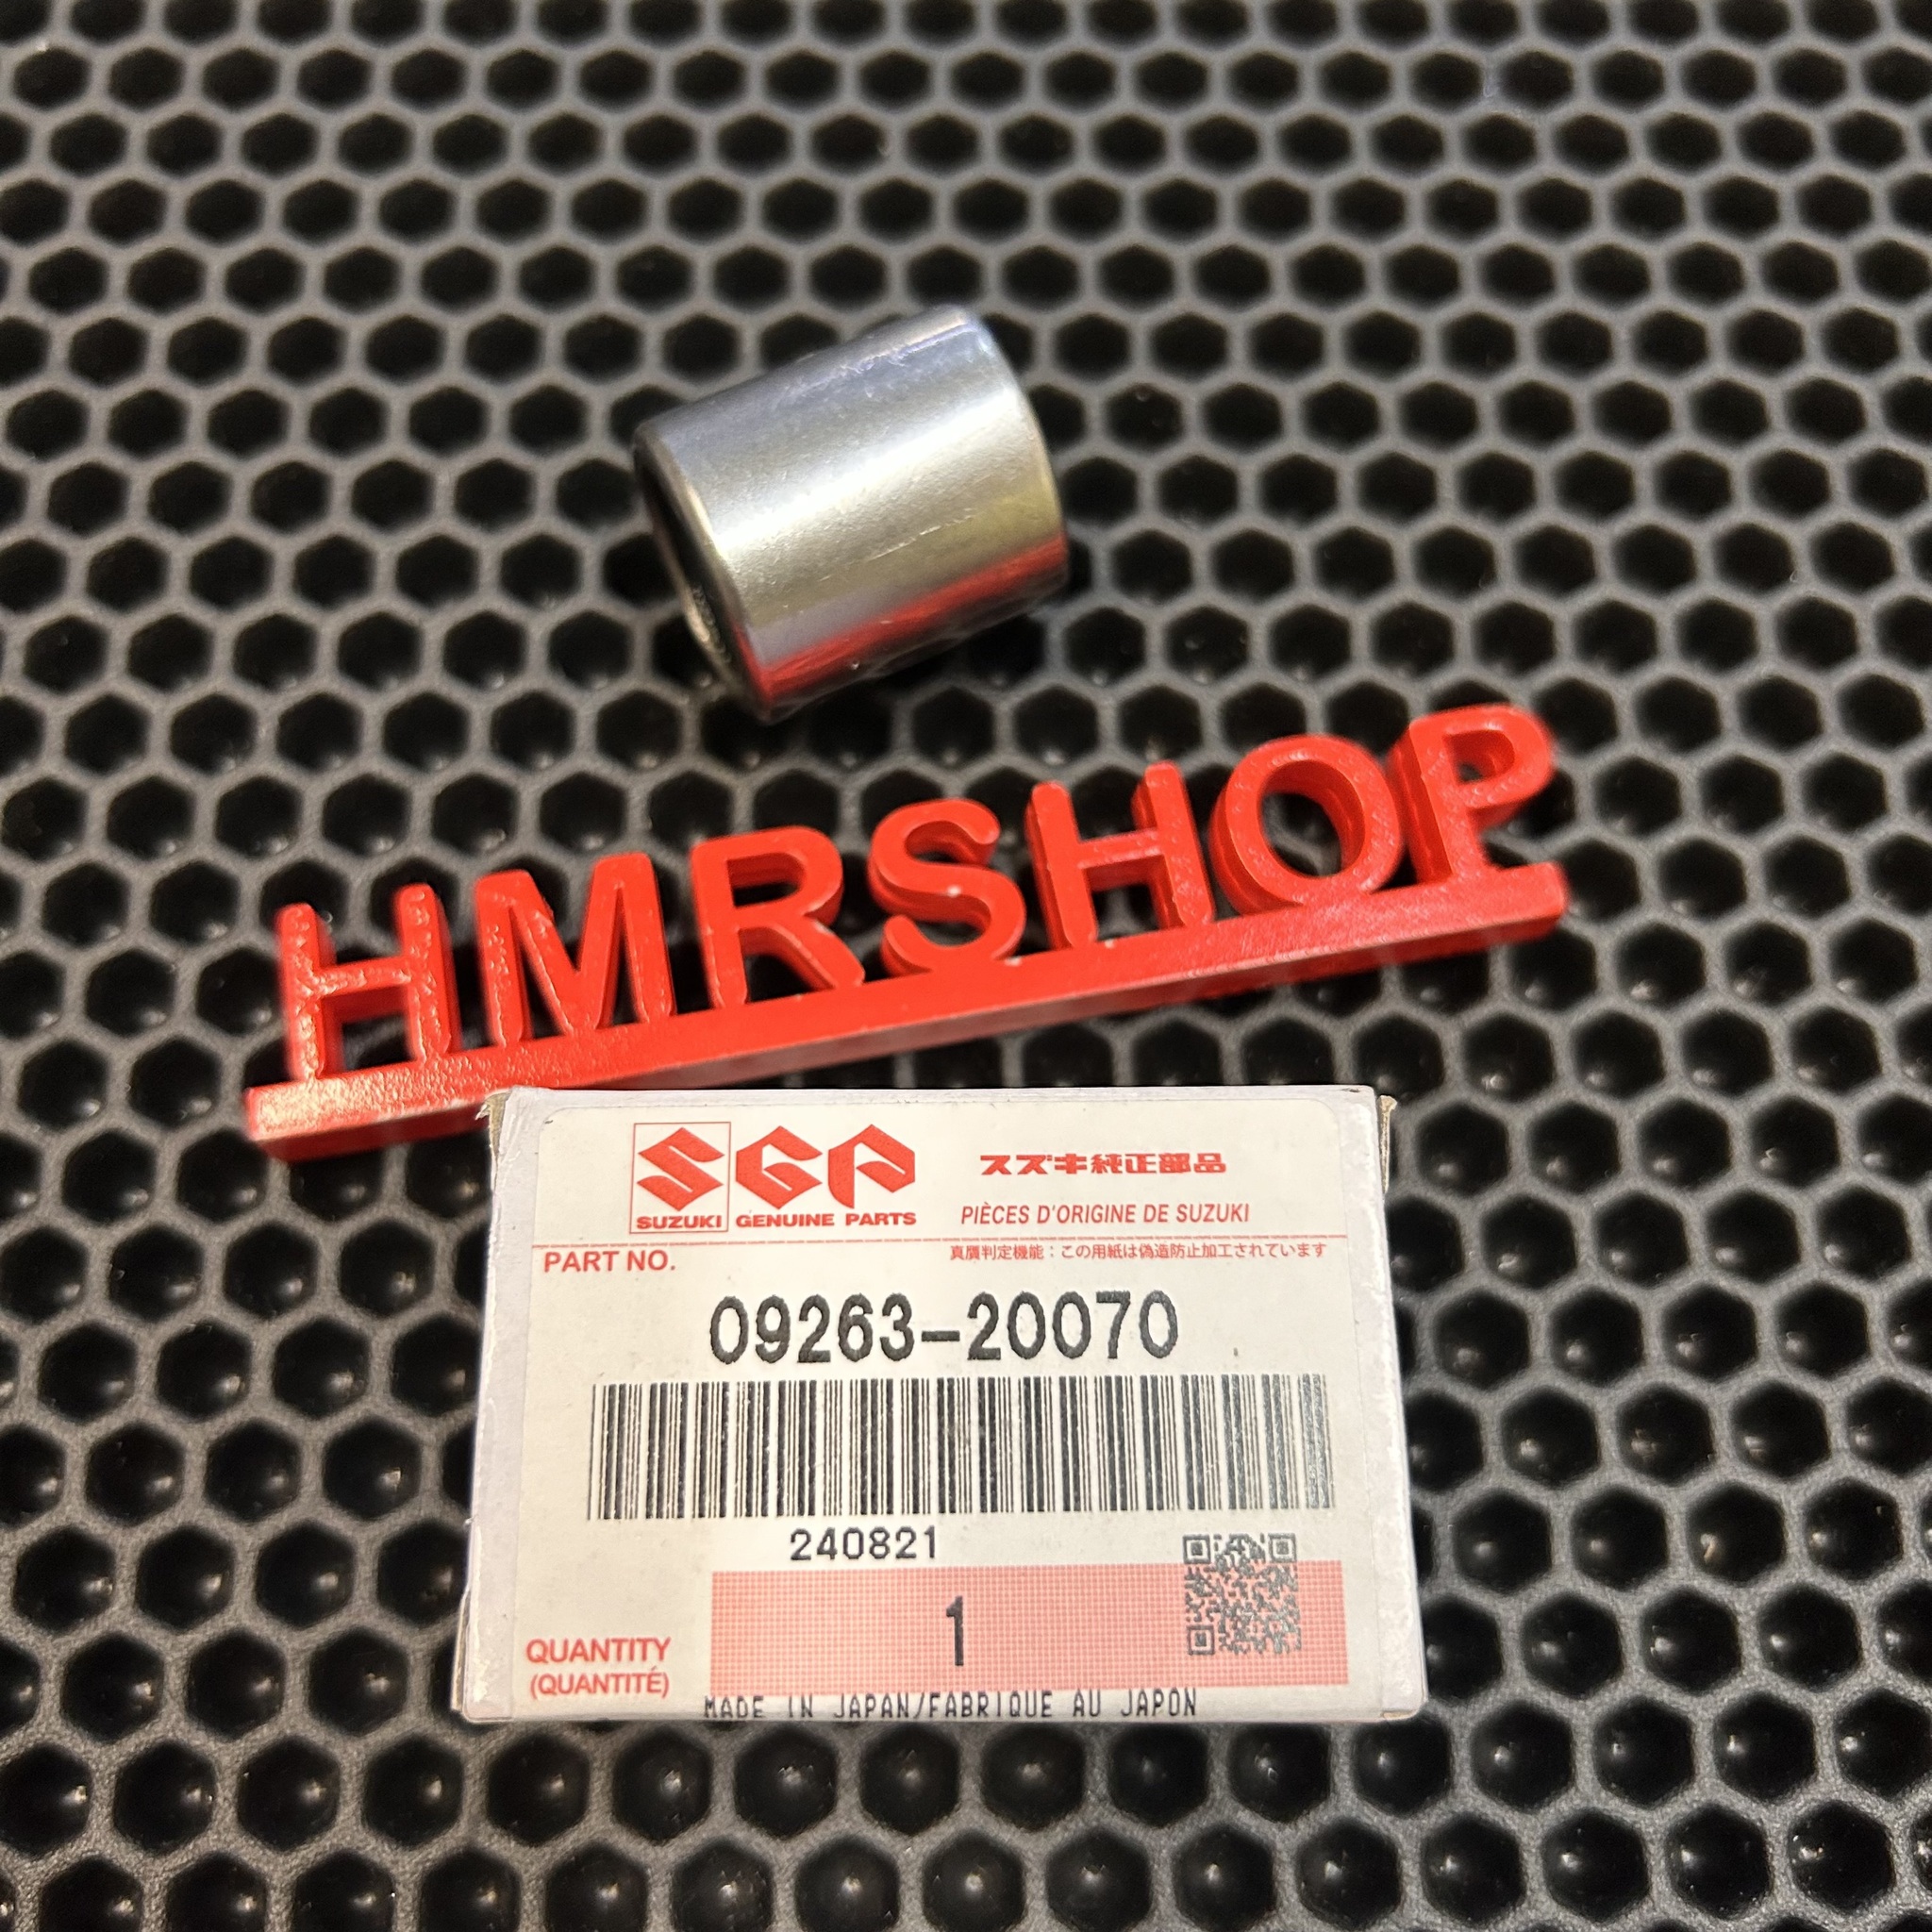 HMRSHOP
SGP
SUZUKI GENUINE PARTS
スズキ純正部品
PIÈCES D'ORIGINE DE SUZUKI
PART NO.
真贋判定機能：この用紙は偽造防止加工されています
09263-20070
240821
1
QUANTITY
(QUANTITÉ)
MADE IN JAPAN/FABRIQUE AU JAPON